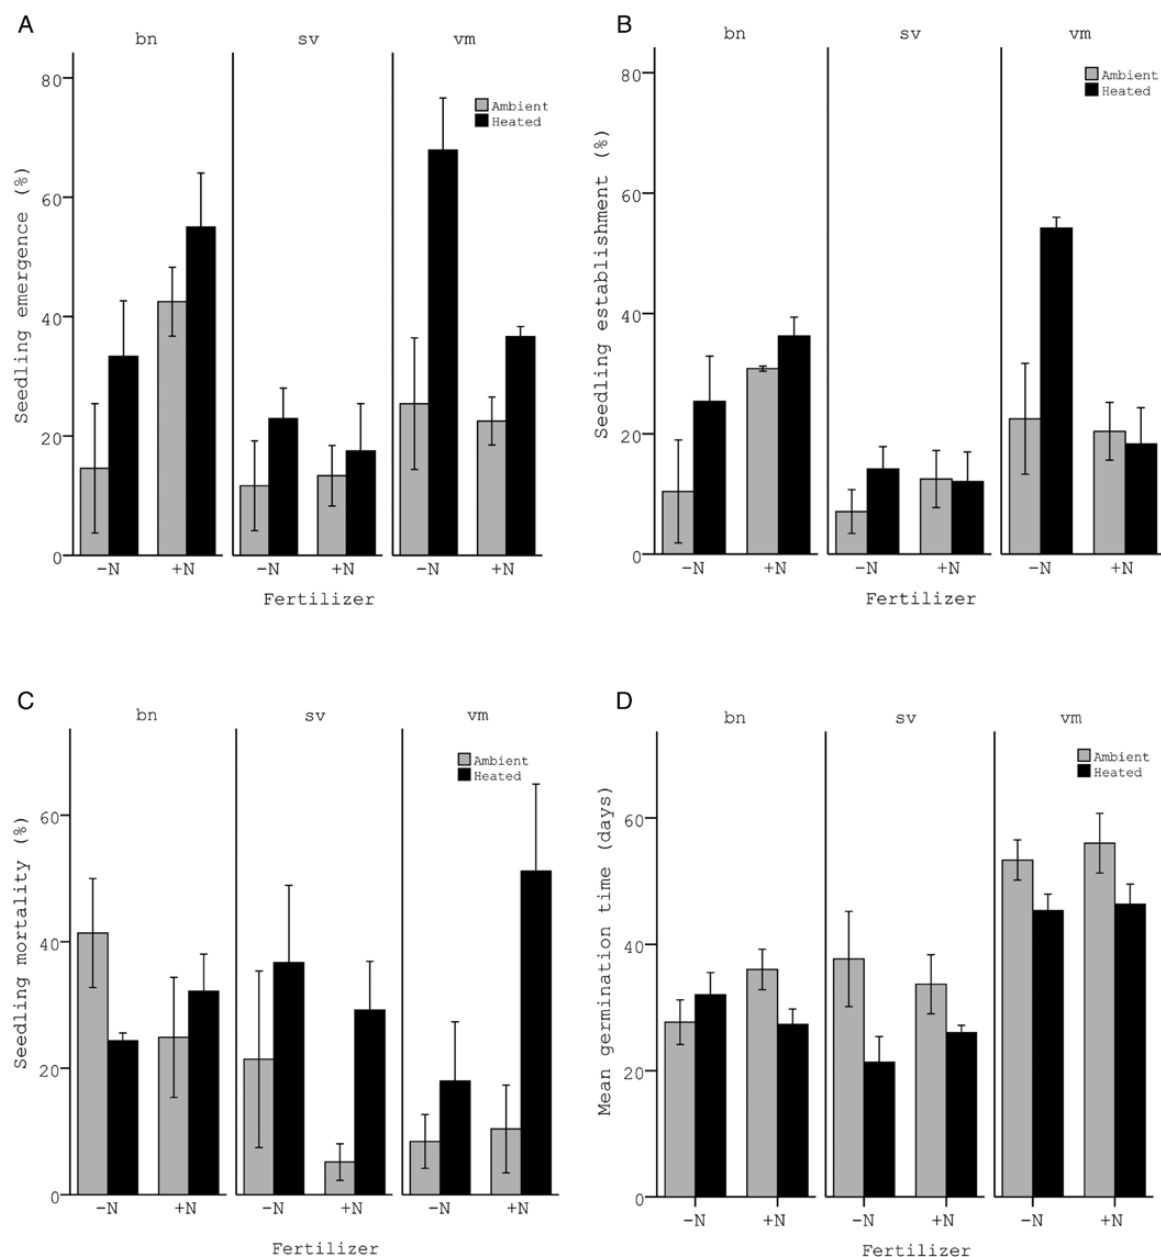 A
bn sv vm
Ambient
Heated
Seedling emergence (%)
80
60
40
20
0
-N +N -N +N -N +N
Fertilizer
B
bn sv vm
Ambient
Heated
Seedling establishment (%)
80
60
40
20
0
-N +N -N +N -N +N
Fertilizer
C
bn sv vm
Ambient
Heated
Seedling mortality (%)
60
40
20
0
-N +N -N +N -N +N
Fertilizer
D
bn sv vm
Ambient
Heated
Mean germination time (days)
60
40
20
0
-N +N -N +N -N +N
Fertilizer